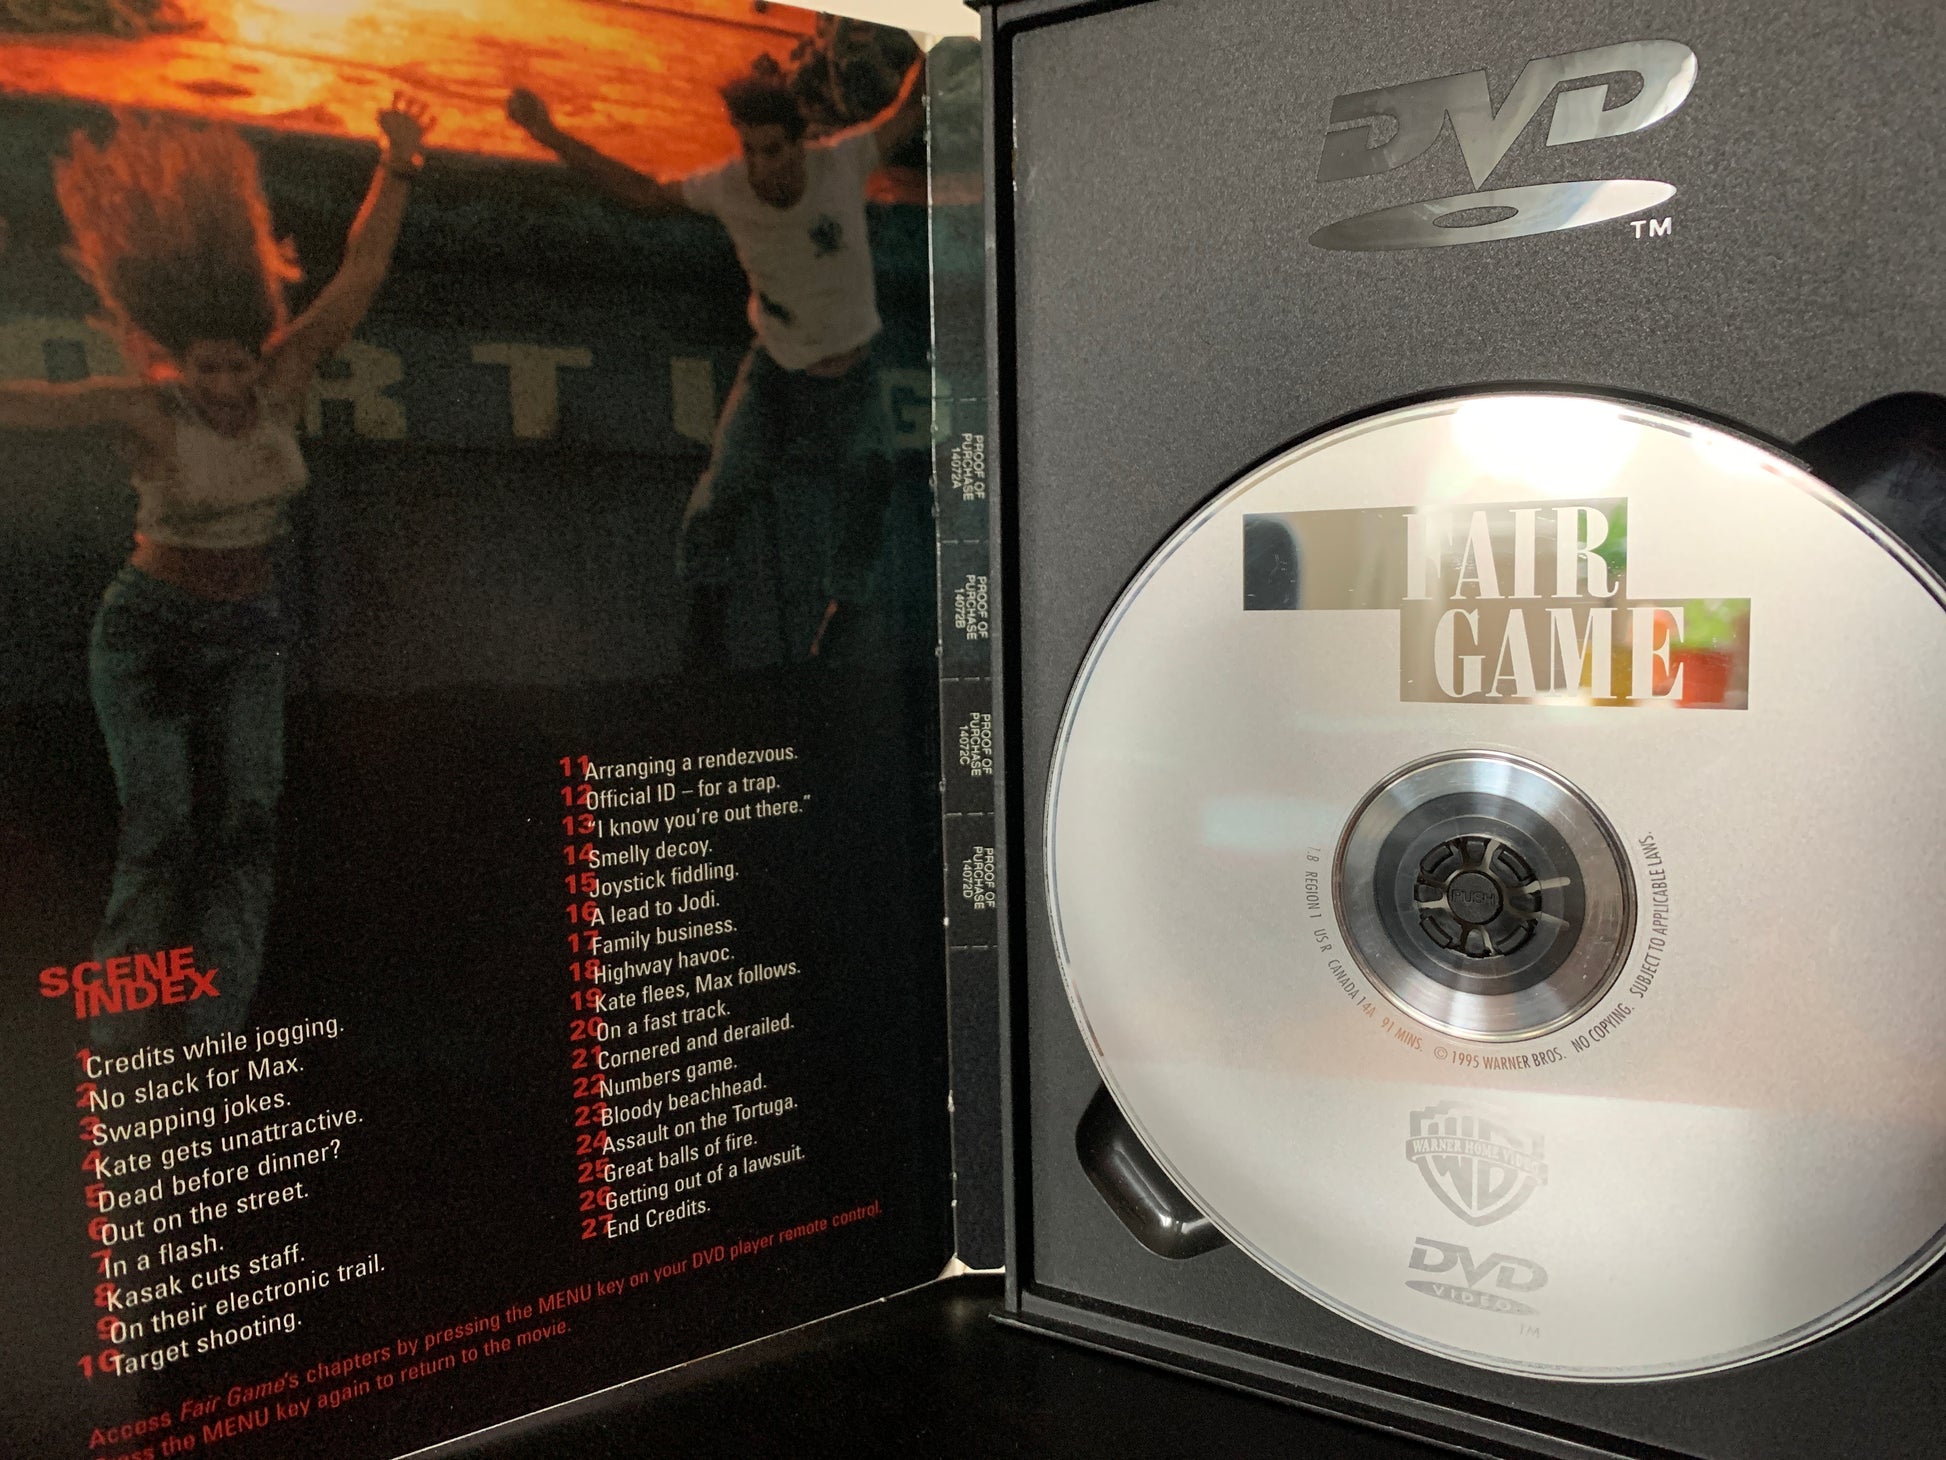 RTUG
SCENE
INDEX
1 Credits while jogging.
2 No slack for Max.
3 Swapping jokes.
4 Kate gets unattractive.
5 Dead before dinner?
6 Out on the street.
7 In a flash.
8 Kasak cuts staff.
9 On their electronic trail.
10 Target shooting.
11 Arranging a rendezvous.
12 Official ID – for a trap.
13 "I know you're out there."
14 Smelly decoy.
15 Joystick fiddling.
16 A lead to Jodi.
17 Family business.
18 Highway havoc.
19 Kate flees, Max follows.
20 On a fast track.
21 Cornered and derailed.
22 Numbers game.
23 Bloody beachhead.
24 Assault on the Tortuga.
25 Great balls of fire.
26 Getting out of a lawsuit.
27 End Credits.
Access Fair Game's chapters by pressing the MENU key on your DVD player remote control.
the MENU key again to return to the movie.
PROOF OF
PURCHASE
14072A
PROOF OF
PURCHASE
14072B
PROOF OF
PURCHASE
14072C
PROOF OF
PURCHASE
14072D
DVD
TM
FAIR
GAME
PUSH
REGION 1 US R CANADA 14A 91 MINS. © 1995 WARNER BROS. NO COPYING. SUBJECT TO APPLICABLE LAWS.
WARNER HOME VIDEO
WB
DVD
VIDEO
TM